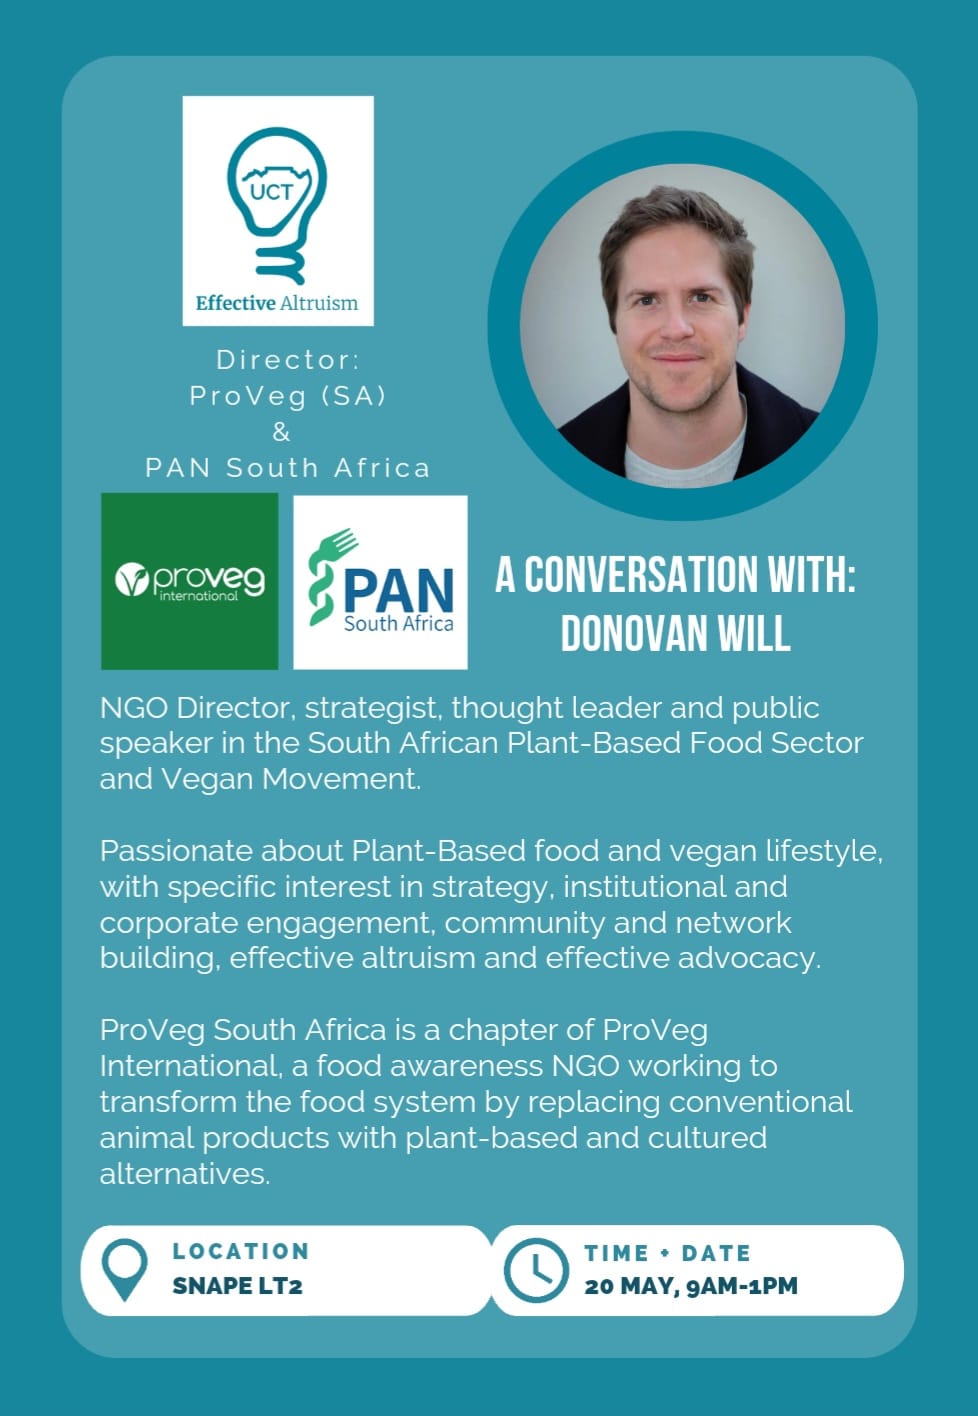 UCT
Effective Altruism
Director:
ProVeg (SA)
&
PAN South Africa
proveg
international
PAN
South Africa
A CONVERSATION WITH:
DONOVAN WILL
NGO Director, strategist, thought leader and public
speaker in the South African Plant-Based Food Sector
and Vegan Movement.
Passionate about Plant-Based food and vegan lifestyle,
with specific interest in strategy, institutional and
corporate engagement, community and network
building, effective altruism and effective advocacy.
ProVeg South Africa is a chapter of ProVeg
International, a food awareness NGO working to
transform the food system by replacing conventional
animal products with plant-based and cultured
alternatives.
LOCATION
SNAPE LT2
TIME + DATE
20 MAY, 9AM-1PM